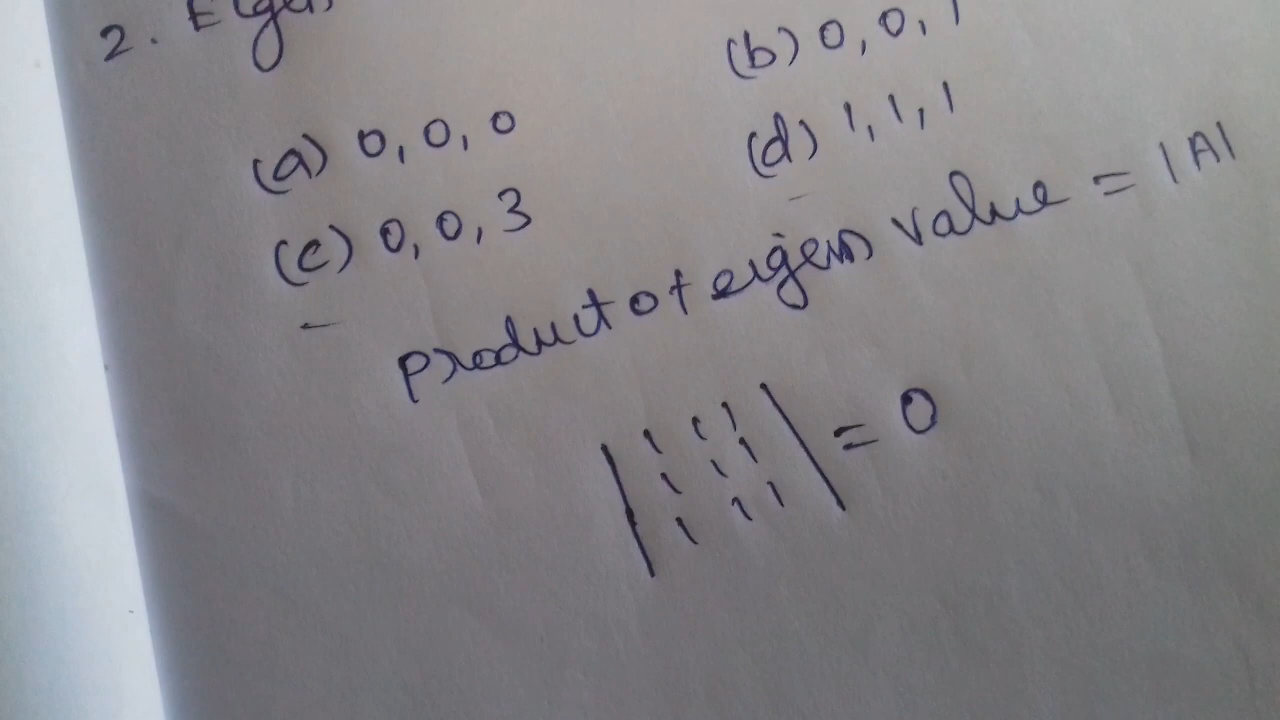 2.
(a) 0, 0, 0 (b) 0, 0, 1
(c) 0, 0, 3 (d) 1, 1, 1
product of eigen value = |A|
| 1 1 1 |
| 1 1 1 | = 0
| 1 1 1 |